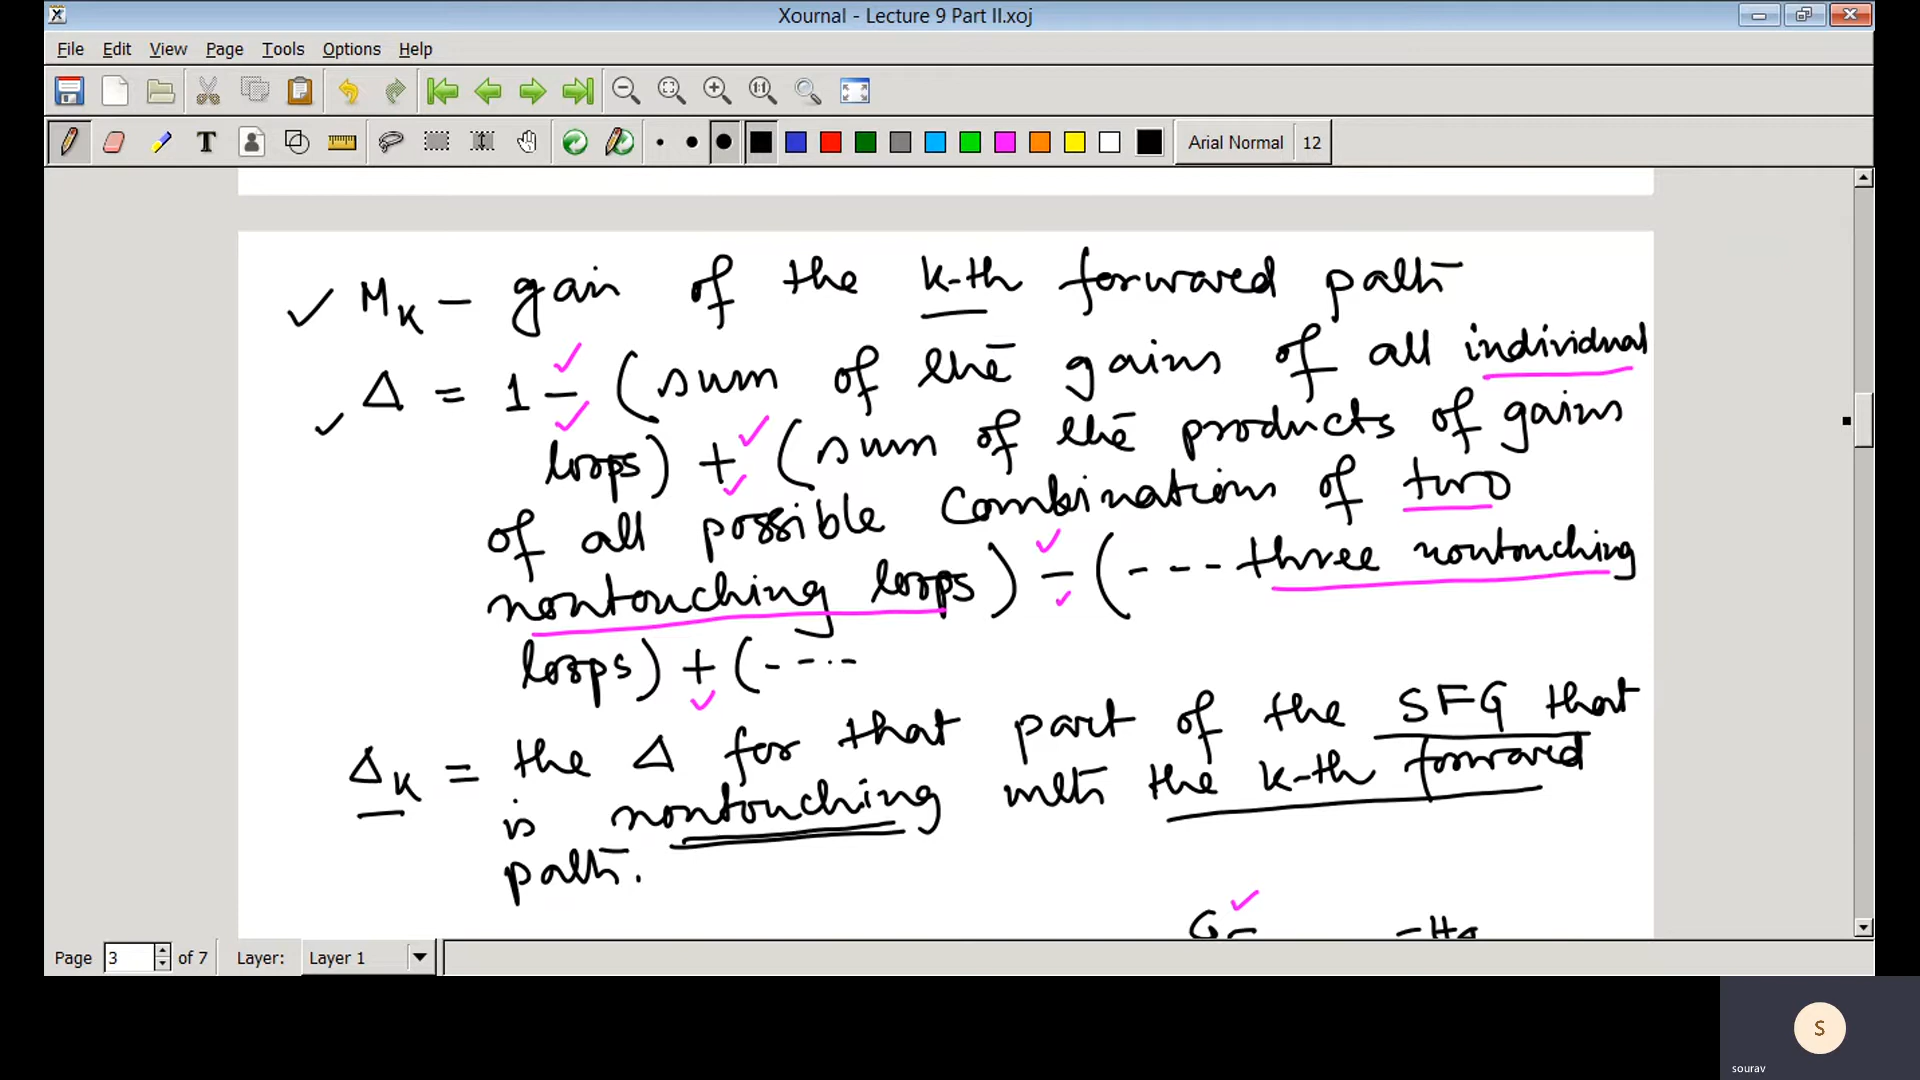 Xournal - Lecture 9 Part II.xoj
File Edit View Page Tools Options Help
Arial Normal 12
M_K - gain of the k-th forward path
Δ = 1 - (sum of the gains of all individual
loops) + (sum of the products of gains
of all possible combinations of two
nontouching loops) - (--- three nontouching
loops) + (-----
Δ_K = the Δ for that part of the SFG that
is nontouching with the k-th forward
path.
Page 3 of 7 Layer: Layer 1
S
sourav